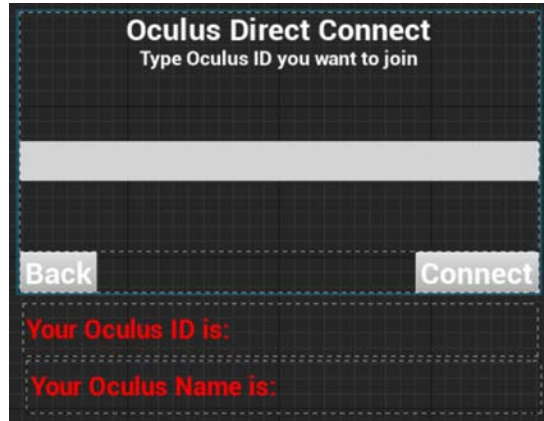 Oculus Direct Connect
Type Oculus ID you want to join
Back
Connect
Your Oculus ID is:
Your Oculus Name is: